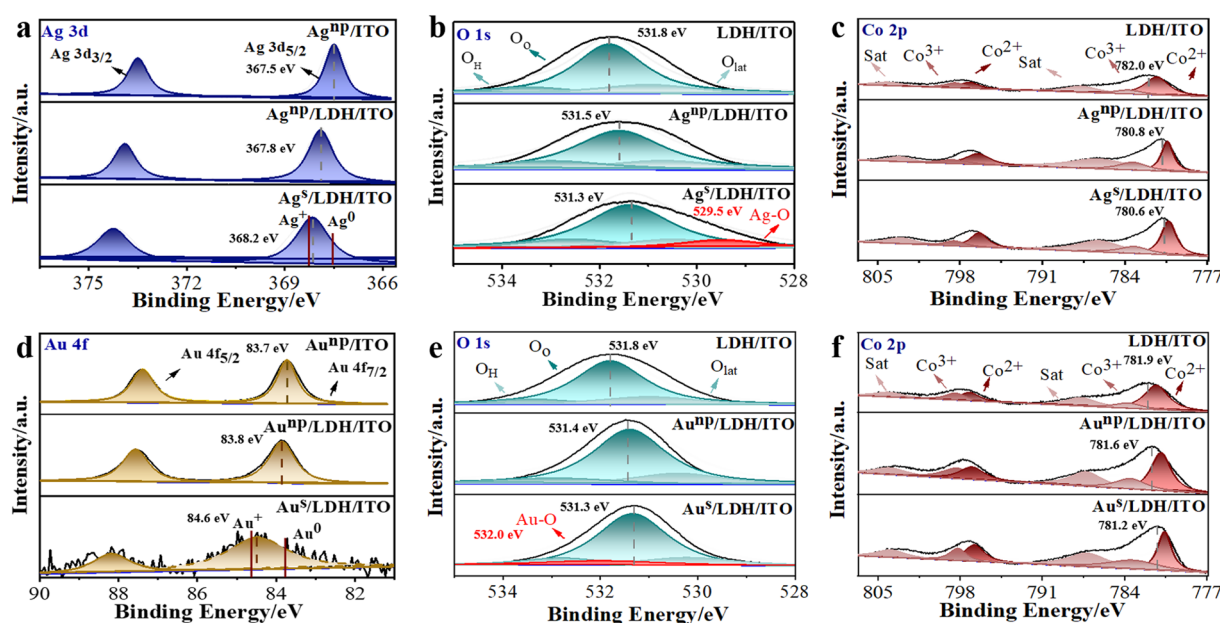 a
Ag 3d
Agⁿᵖ/ITO
Ag 3d₃/₂
Ag 3d₅/₂
367.5 eV
Agⁿᵖ/LDH/ITO
367.8 eV
Agˢ/LDH/ITO
Ag⁺
Ag⁰
368.2 eV
Intensity/a.u.
375
372
369
366
Binding Energy/eV
b
O 1s
LDH/ITO
531.8 eV
O_H
O_O
O_lat
Agⁿᵖ/LDH/ITO
531.5 eV
Agˢ/LDH/ITO
531.3 eV
529.5 eV
Ag-O
Intensity/a.u.
534
532
530
528
Binding Energy/eV
c
Co 2p
LDH/ITO
Sat
Co³⁺
Co²⁺
Sat
Co³⁺
782.0 eV
Co²⁺
Agⁿᵖ/LDH/ITO
780.8 eV
Agˢ/LDH/ITO
780.6 eV
Intensity/a.u.
805
798
791
784
777
Binding Energy/eV
d
Au 4f
Auⁿᵖ/ITO
83.7 eV
Au 4f₅/₂
Au 4f₇/₂
Auⁿᵖ/LDH/ITO
83.8 eV
Auˢ/LDH/ITO
84.6 eV
Au⁺
Au⁰
Intensity/a.u.
90
88
86
84
82
Binding Energy/eV
e
O 1s
LDH/ITO
531.8 eV
O_H
O_O
O_lat
Auⁿᵖ/LDH/ITO
531.4 eV
Auˢ/LDH/ITO
531.3 eV
Au-O
532.0 eV
Intensity/a.u.
534
532
530
528
Binding Energy/eV
f
Co 2p
LDH/ITO
781.9 eV
Sat
Co³⁺
Co²⁺
Sat
Co³⁺
Co²⁺
Auⁿᵖ/LDH/ITO
781.6 eV
Auˢ/LDH/ITO
781.2 eV
Intensity/a.u.
805
798
791
784
777
Binding Energy/eV